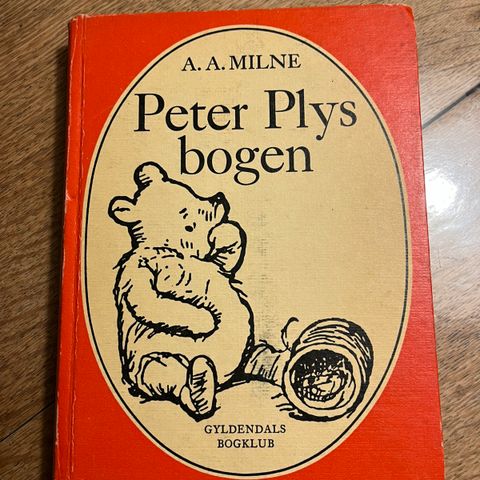 A. A. MILNE
Peter Plys
bogen
GYLDENDALS
BOGKLUB